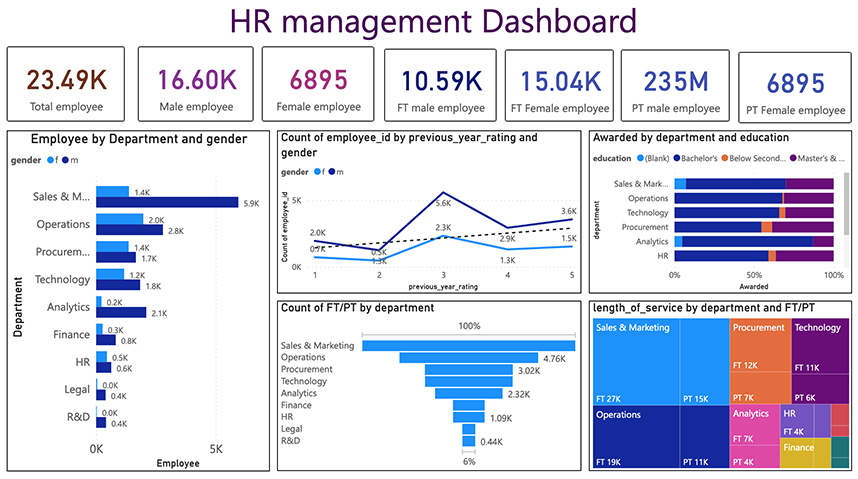 HR management Dashboard
23.49K
Total employee
16.60K
Male employee
6895
Female employee
10.59K
FT male employee
15.04K
FT Female employee
235M
PT male employee
6895
PT Female employee
Employee by Department and gender
gender f m
Department
Sales & M... 1.4K 5.9K
Operations 2.0K 2.8K
Procurem... 1.4K 1.7K
Technology 1.2K 1.8K
Analytics 0.2K 2.1K
Finance 0.3K 0.8K
HR 0.5K 0.6K
Legal 0.0K 0.4K
R&D 0.0K 0.4K
0K 5K
Employee
Count of employee_id by previous_year_rating and
gender
gender f m
Count of employee_id
5K
0K
2.0K 0.5K 5.6K 2.9K 3.6K
1.3K 2.3K 1.3K 1.5K
1 2 3 4 5
previous_year_rating
Awarded by department and education
education (Blank) Bachelor's Below Second... Master's & ...
department
Sales & Mark...
Operations
Technology
Procurement
Analytics
HR
0% 50% 100%
Awarded
Count of FT/PT by department
100%
Sales & Marketing
Operations 4.76K
Procurement 3.02K
Technology
Analytics 2.32K
Finance
HR 1.09K
Legal
R&D 0.44K
6%
length_of_service by department and FT/PT
Sales & Marketing
FT 27K PT 15K
Operations
FT 19K PT 11K
Procurement
FT 12K
PT 7K
Technology
FT 11K
PT 6K
Analytics
FT 7K
PT 4K
HR
FT 4K
Finance